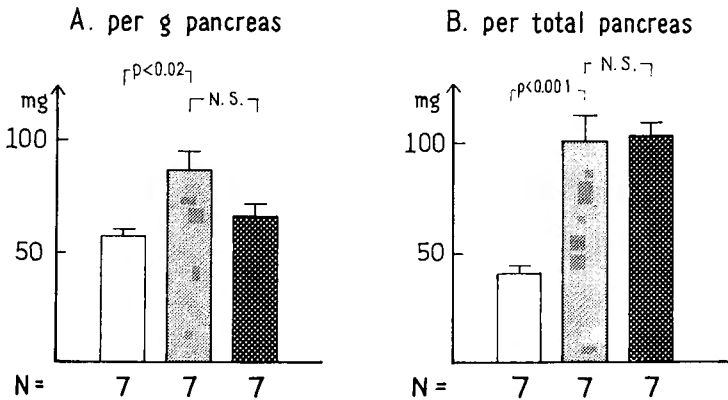 A. per g pancreas
p<0.02
N.S.
mg
100
50
N = 7 7 7
B. per total pancreas
N.S.
p<0.001
mg
100
50
N = 7 7 7